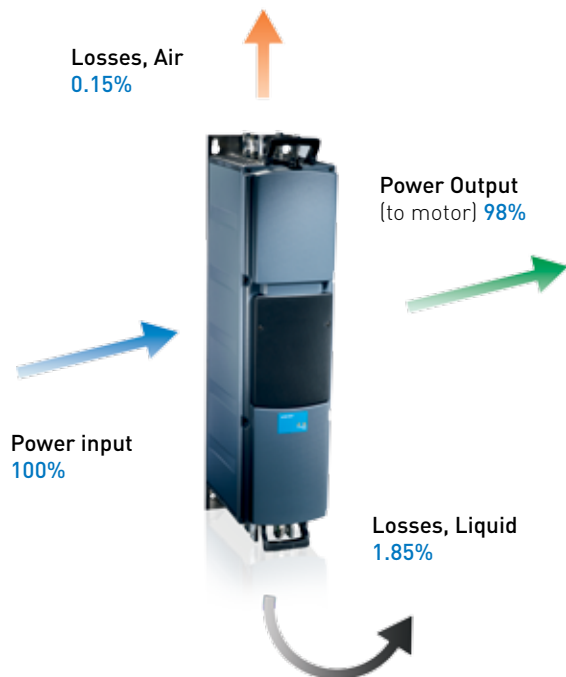 Losses, Air
0.15%
Power Output
(to motor) 98%
Power input
100%
Losses, Liquid
1.85%